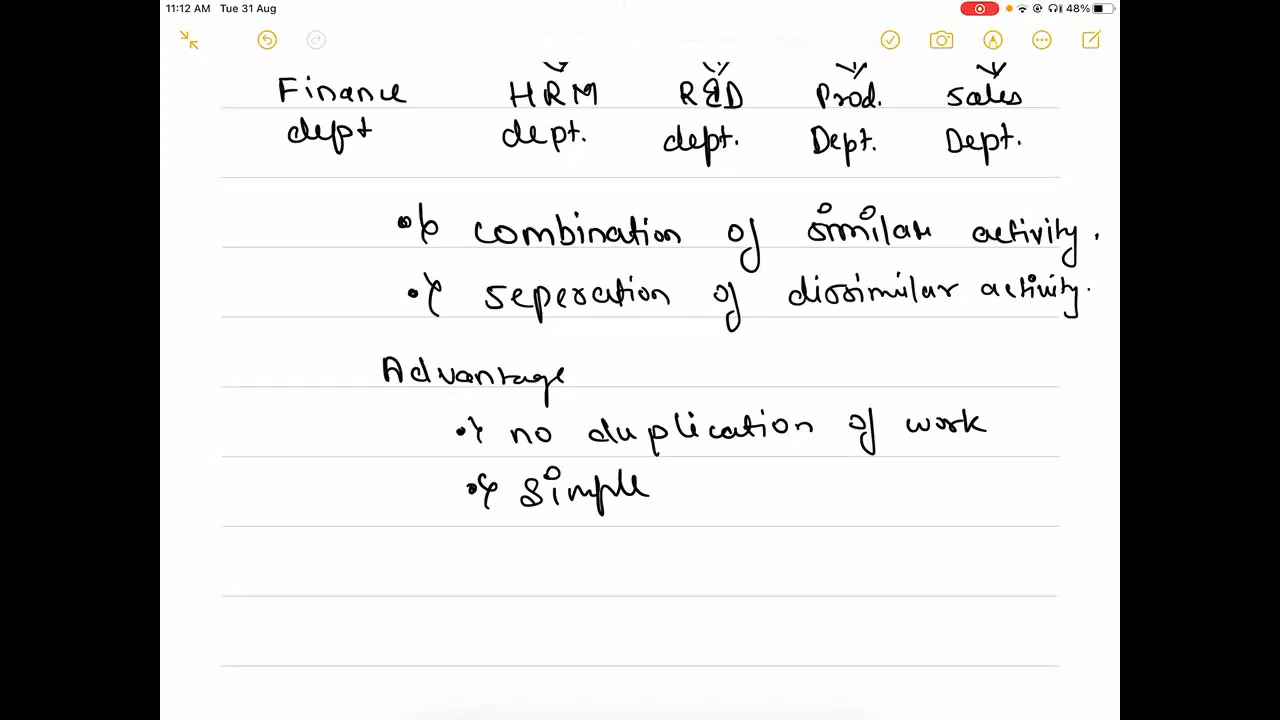 11:12 AM Tue 31 Aug 48%
Finance HRM R&D Prod. Sales
dept dept. dept. Dept. Dept.
combination of similar activity.
seperation of dissimilar activity.
Advantage
no duplication of work
Simple